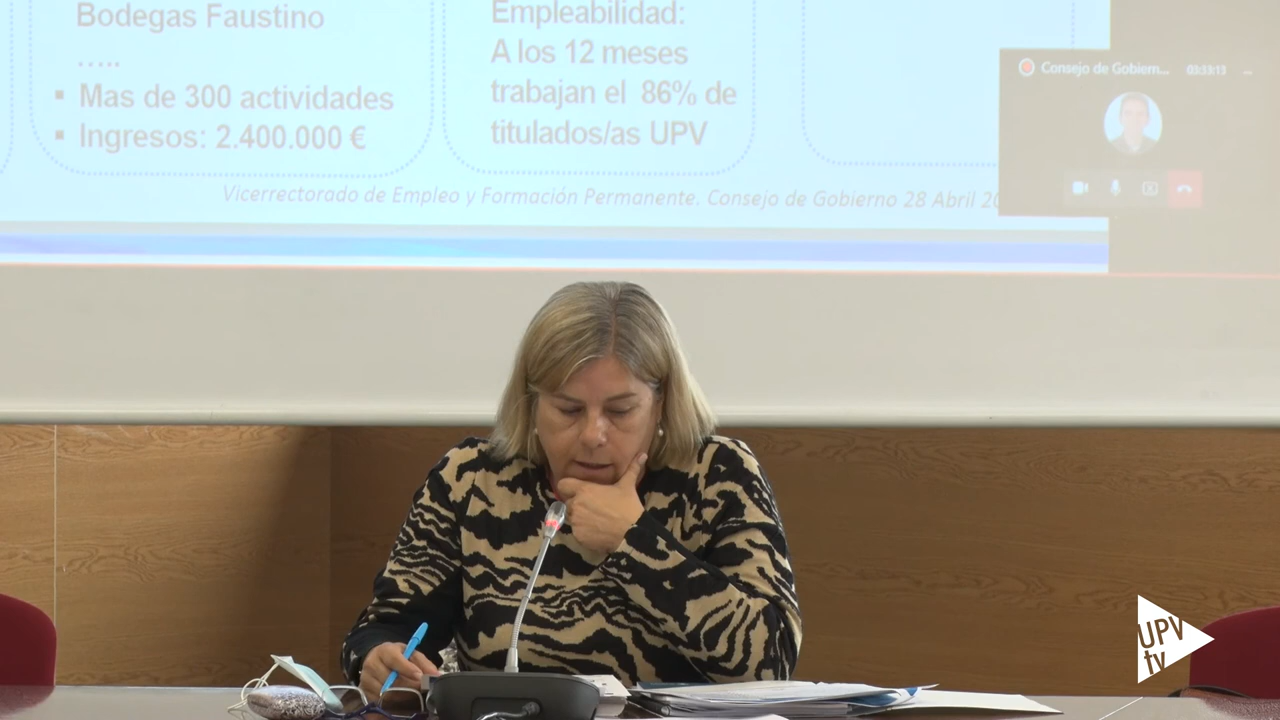 Bodegas Faustino
.....
▪ Mas de 300 actividades
▪ Ingresos: 2.400.000 €
Empleabilidad:
A los 12 meses
trabajan el 86% de
titulados/as UPV
Vicerrectorado de Empleo y Formación Permanente. Consejo de Gobierno 28 Abril 20
Consejo de Gobiern... 03:33:13 ...
UPV
tv